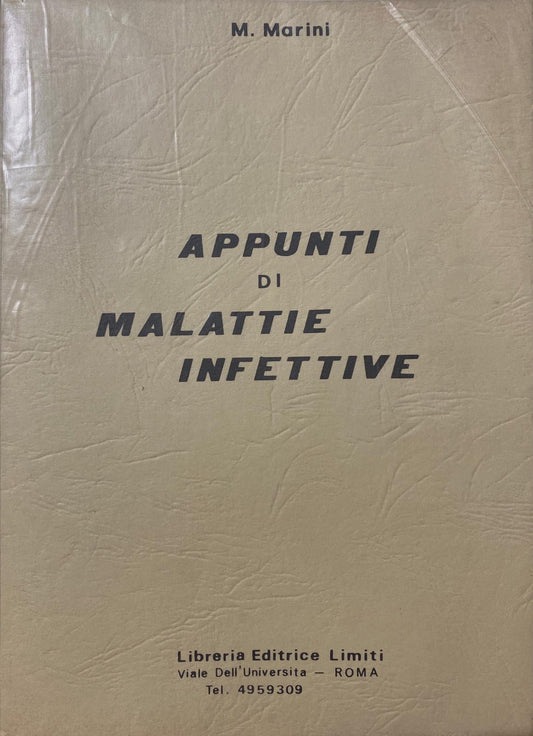 M. Marini
APPUNTI
DI
MALATTIE
INFETTIVE
Libreria Editrice Limiti
Viale Dell'Universita – ROMA
Tel. 4959309